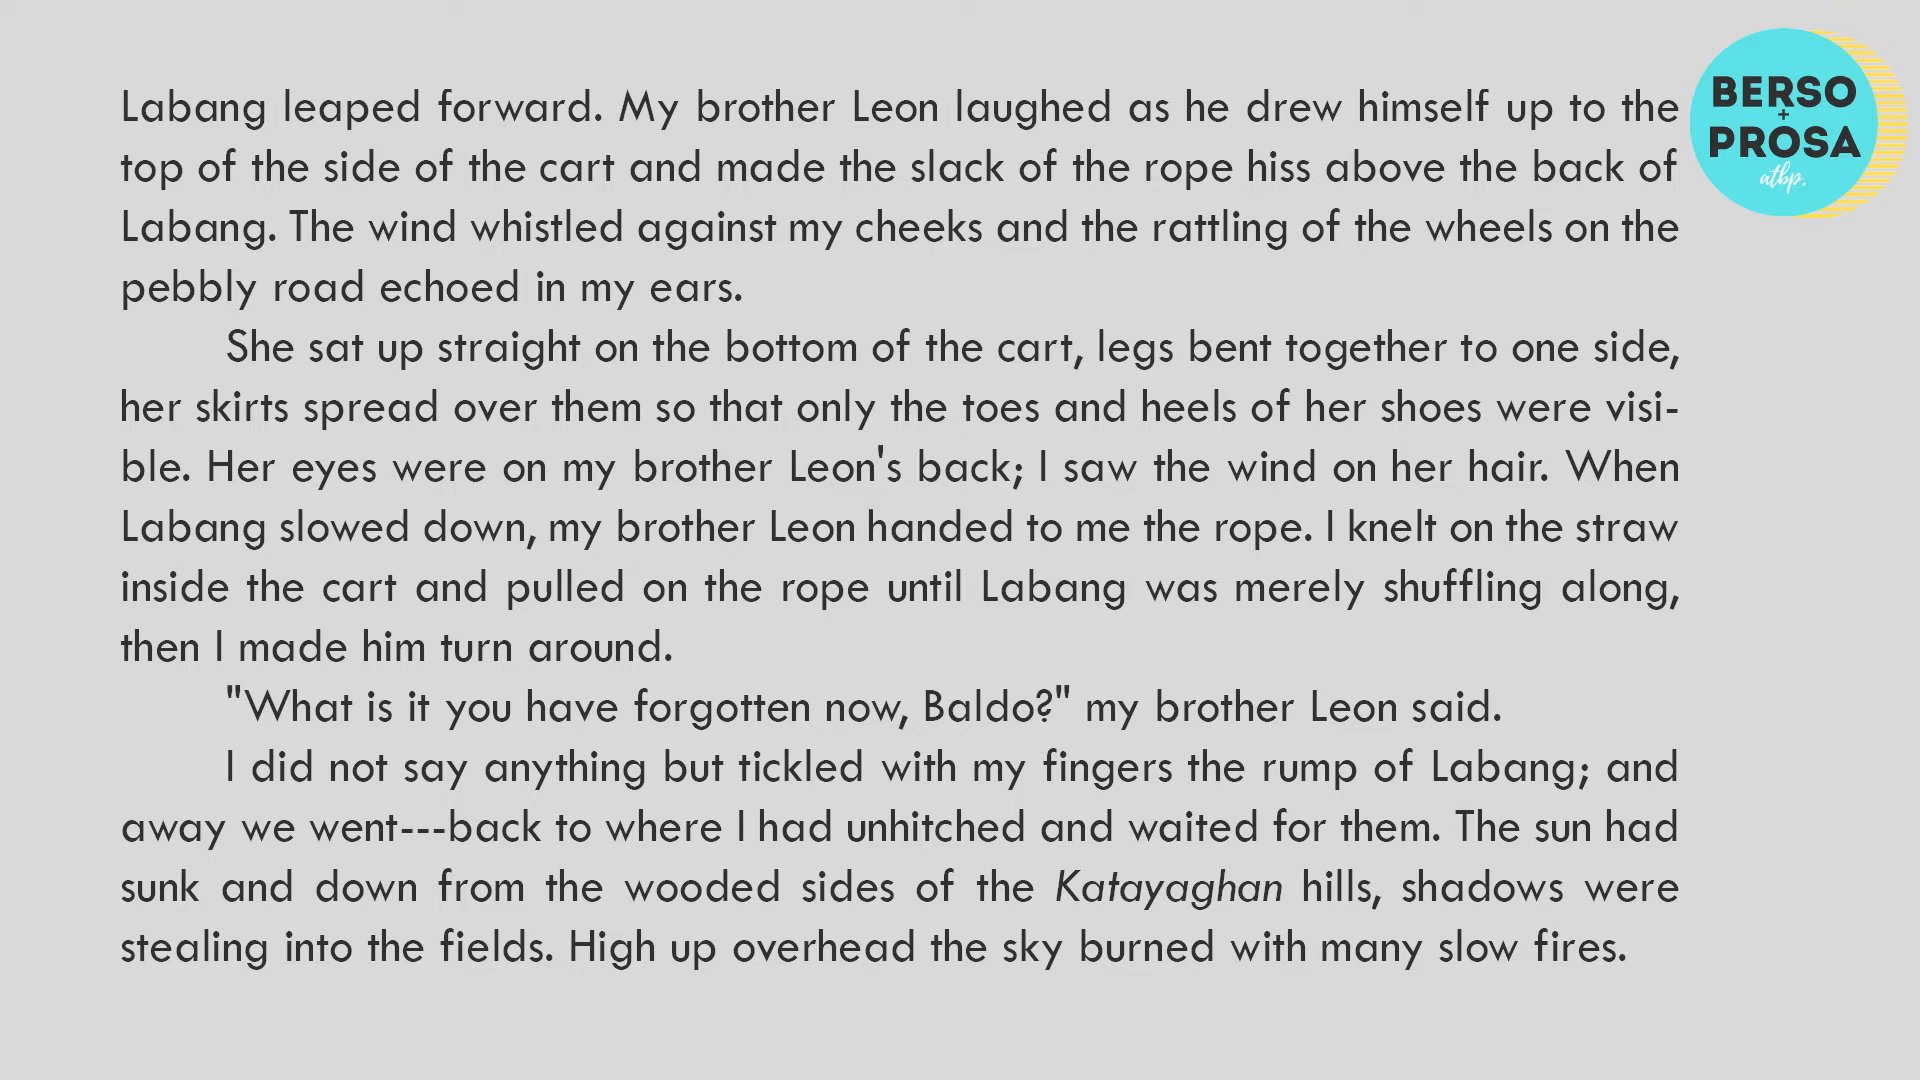 Labang leaped forward. My brother Leon laughed as he drew himself up to the
top of the side of the cart and made the slack of the rope hiss above the back of
Labang. The wind whistled against my cheeks and the rattling of the wheels on the
pebbly road echoed in my ears.
She sat up straight on the bottom of the cart, legs bent together to one side,
her skirts spread over them so that only the toes and heels of her shoes were visi-
ble. Her eyes were on my brother Leon's back; I saw the wind on her hair. When
Labang slowed down, my brother Leon handed to me the rope. I knelt on the straw
inside the cart and pulled on the rope until Labang was merely shuffling along,
then I made him turn around.
"What is it you have forgotten now, Baldo?" my brother Leon said.
I did not say anything but tickled with my fingers the rump of Labang; and
away we went---back to where I had unhitched and waited for them. The sun had
sunk and down from the wooded sides of the Katayaghan hills, shadows were
stealing into the fields. High up overhead the sky burned with many slow fires.
BERSO
+
PROSA
atbp.